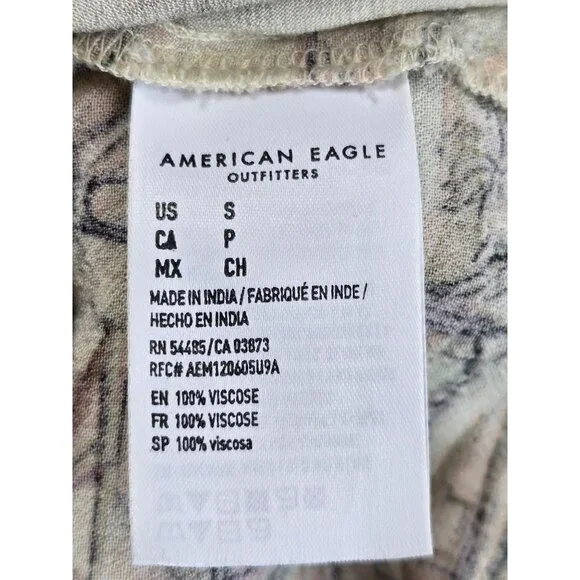 AMERICAN EAGLE
OUTFITTERS
US S
CA P
MX CH
MADE IN INDIA / FABRIQUÉ EN INDE /
HECHO EN INDIA
RN 54485/CA 03873
RFC# AEM120605U9A
EN 100% VISCOSE
FR 100% VISCOSE
SP 100% viscosa